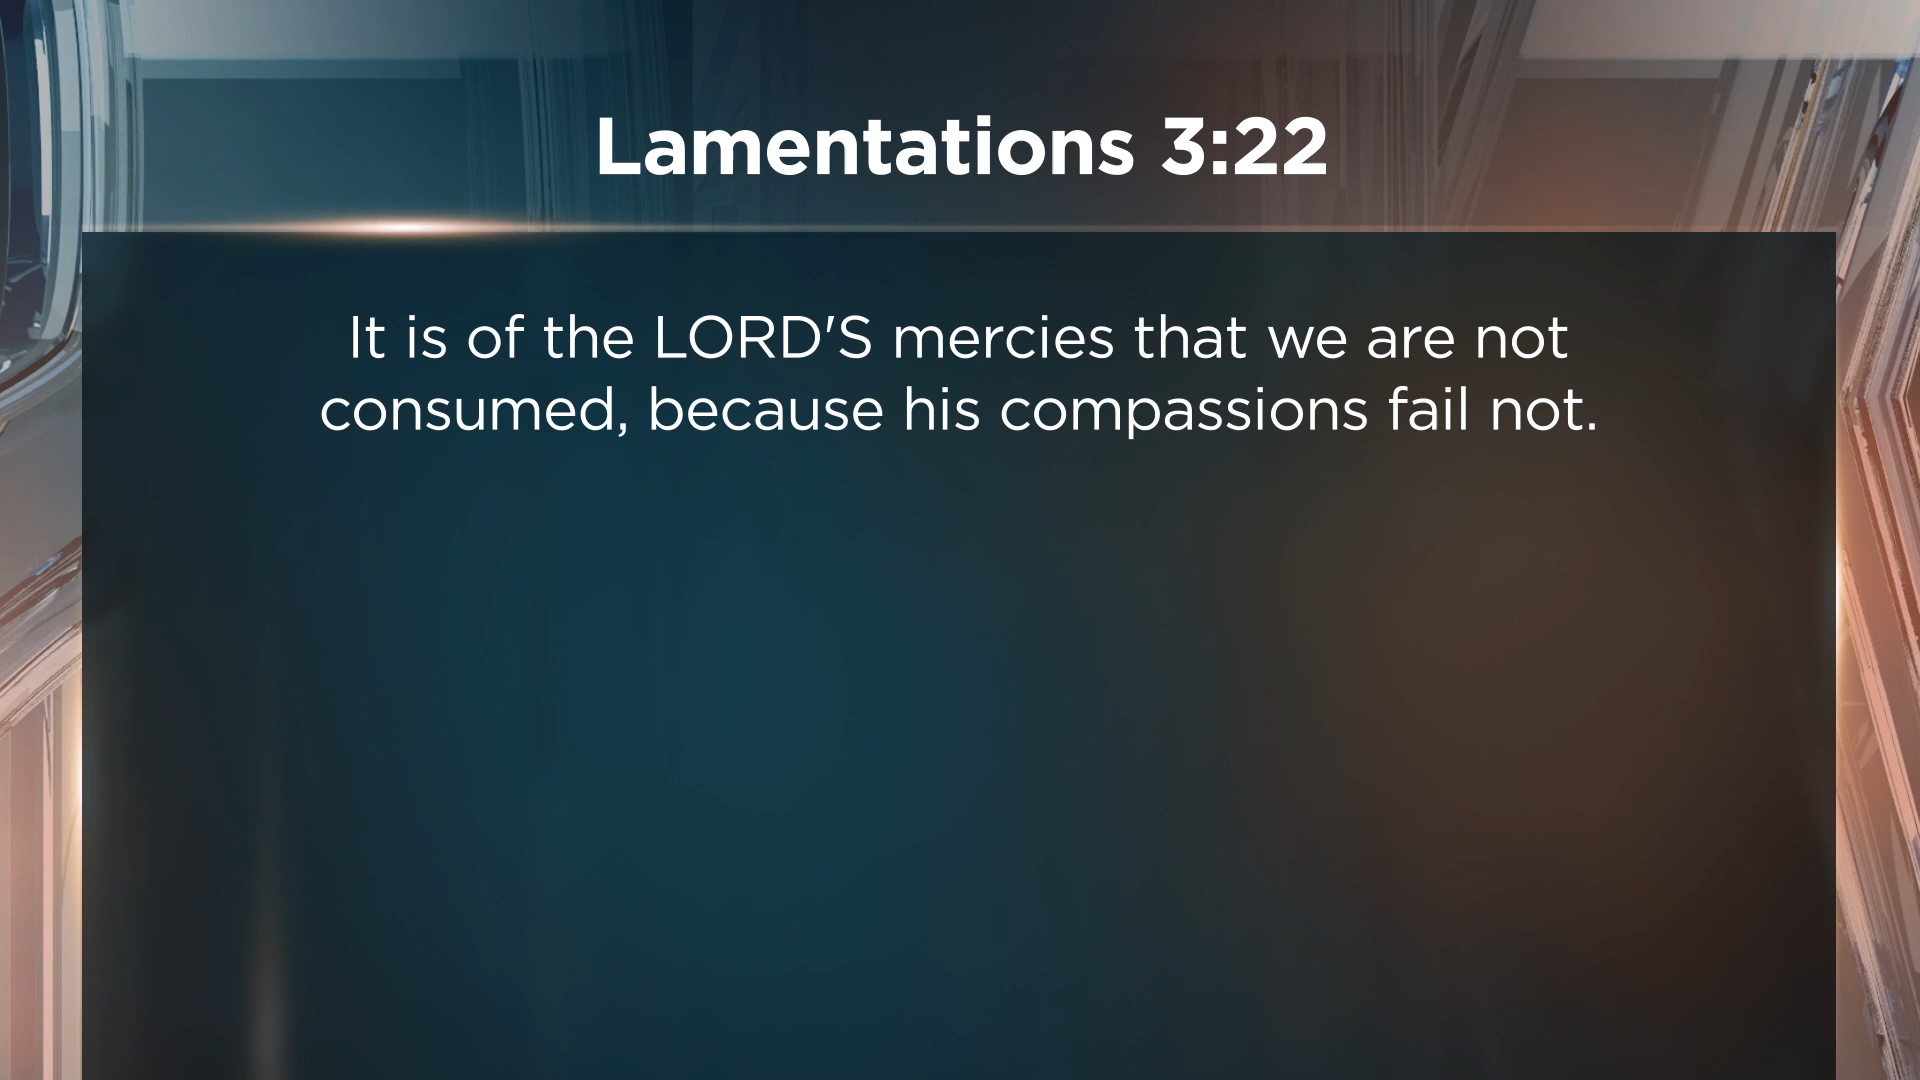 Lamentations 3:22
It is of the LORD'S mercies that we are not
consumed, because his compassions fail not.